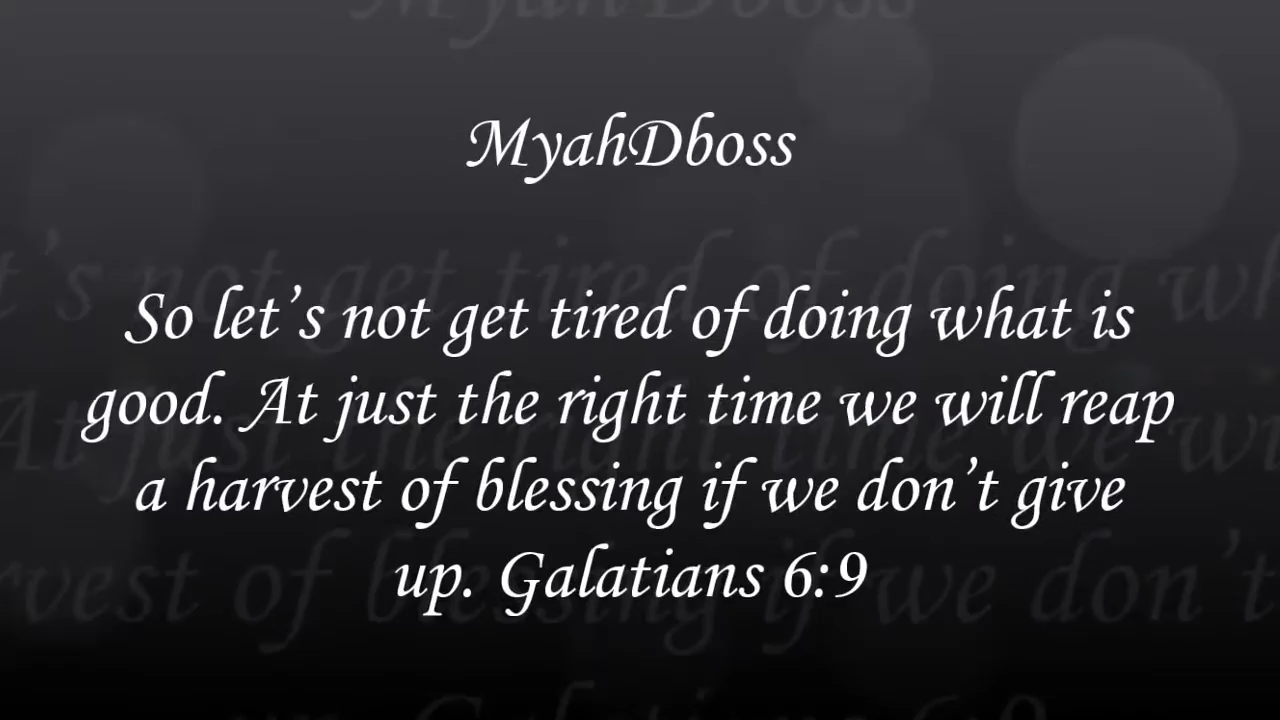 MyahDboss
So let’s not get tired of doing what is
good. At just the right time we will reap
a harvest of blessing if we don’t give
up. Galatians 6:9